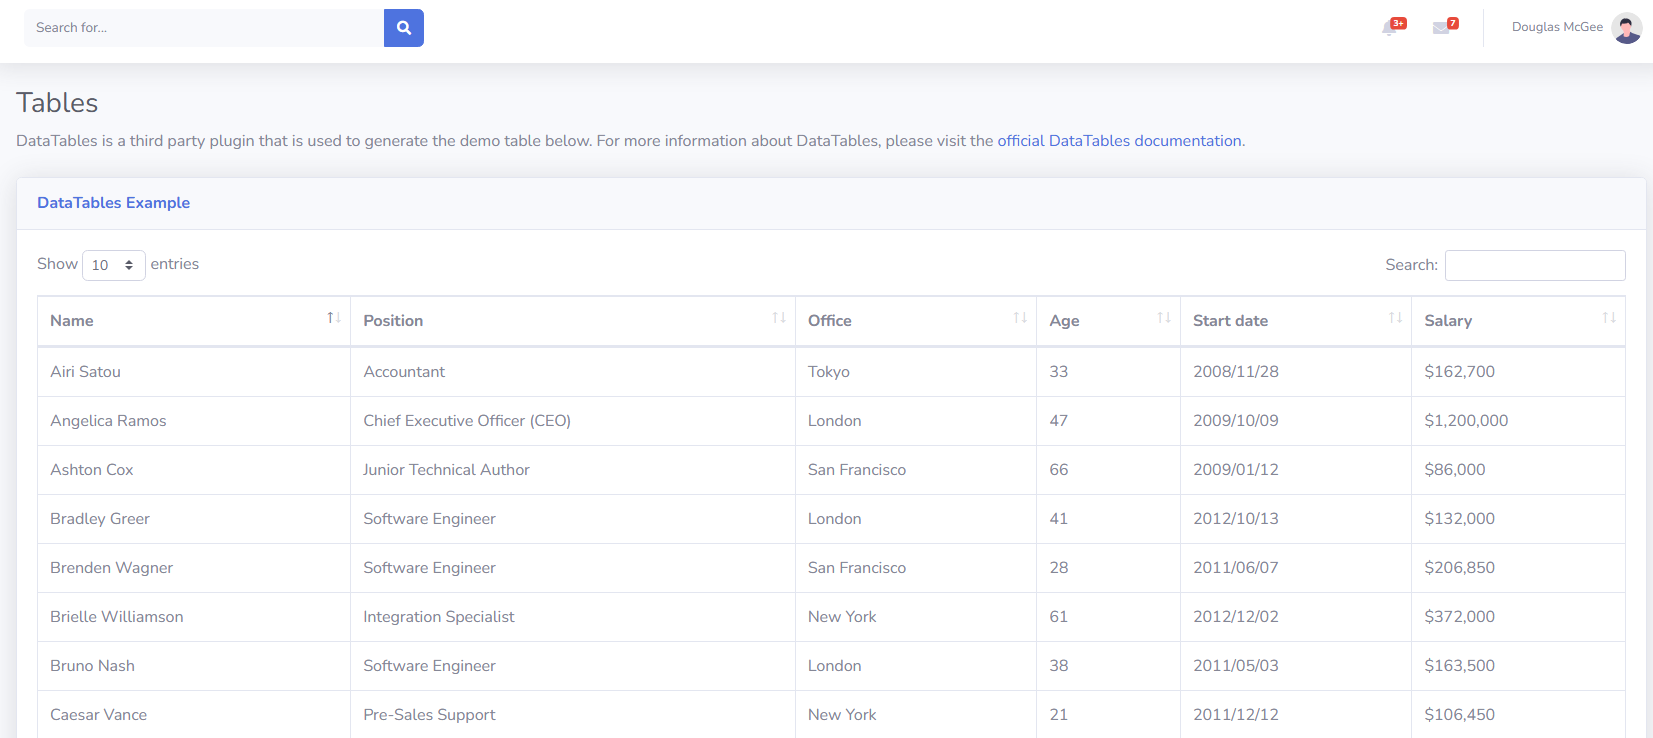 Search for...
3+
7
Douglas McGee
Tables
DataTables is a third party plugin that is used to generate the demo table below. For more information about DataTables, please visit the official DataTables documentation.
DataTables Example
Show 10 entries
Search:
Name Position Office Age Start date Salary
Airi Satou Accountant Tokyo 33 2008/11/28 $162,700
Angelica Ramos Chief Executive Officer (CEO) London 47 2009/10/09 $1,200,000
Ashton Cox Junior Technical Author San Francisco 66 2009/01/12 $86,000
Bradley Greer Software Engineer London 41 2012/10/13 $132,000
Brenden Wagner Software Engineer San Francisco 28 2011/06/07 $206,850
Brielle Williamson Integration Specialist New York 61 2012/12/02 $372,000
Bruno Nash Software Engineer London 38 2011/05/03 $163,500
Caesar Vance Pre-Sales Support New York 21 2011/12/12 $106,450